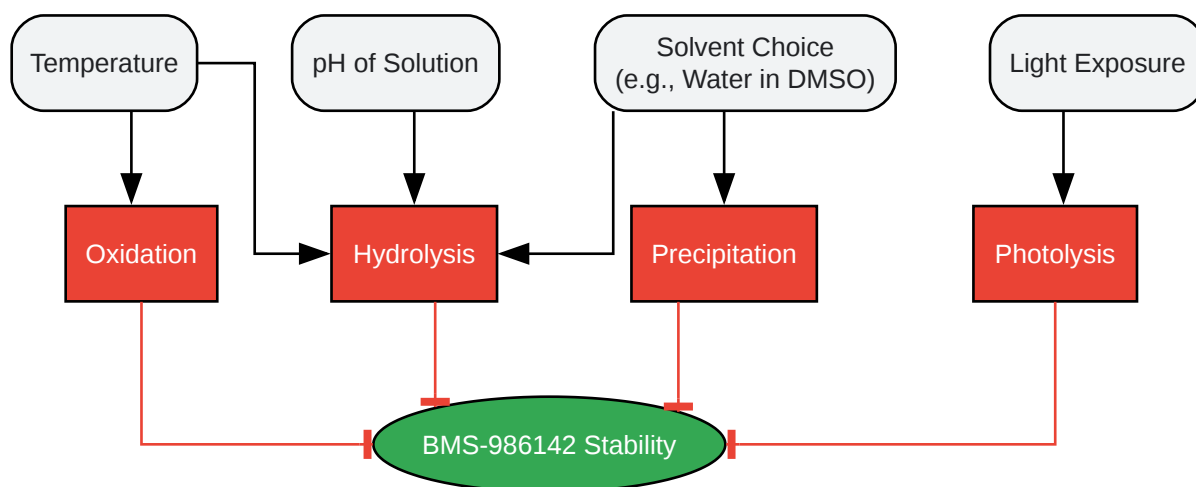 Temperature
pH of Solution
Solvent Choice
(e.g., Water in DMSO)
Light Exposure
Oxidation
Hydrolysis
Precipitation
Photolysis
BMS-986142 Stability